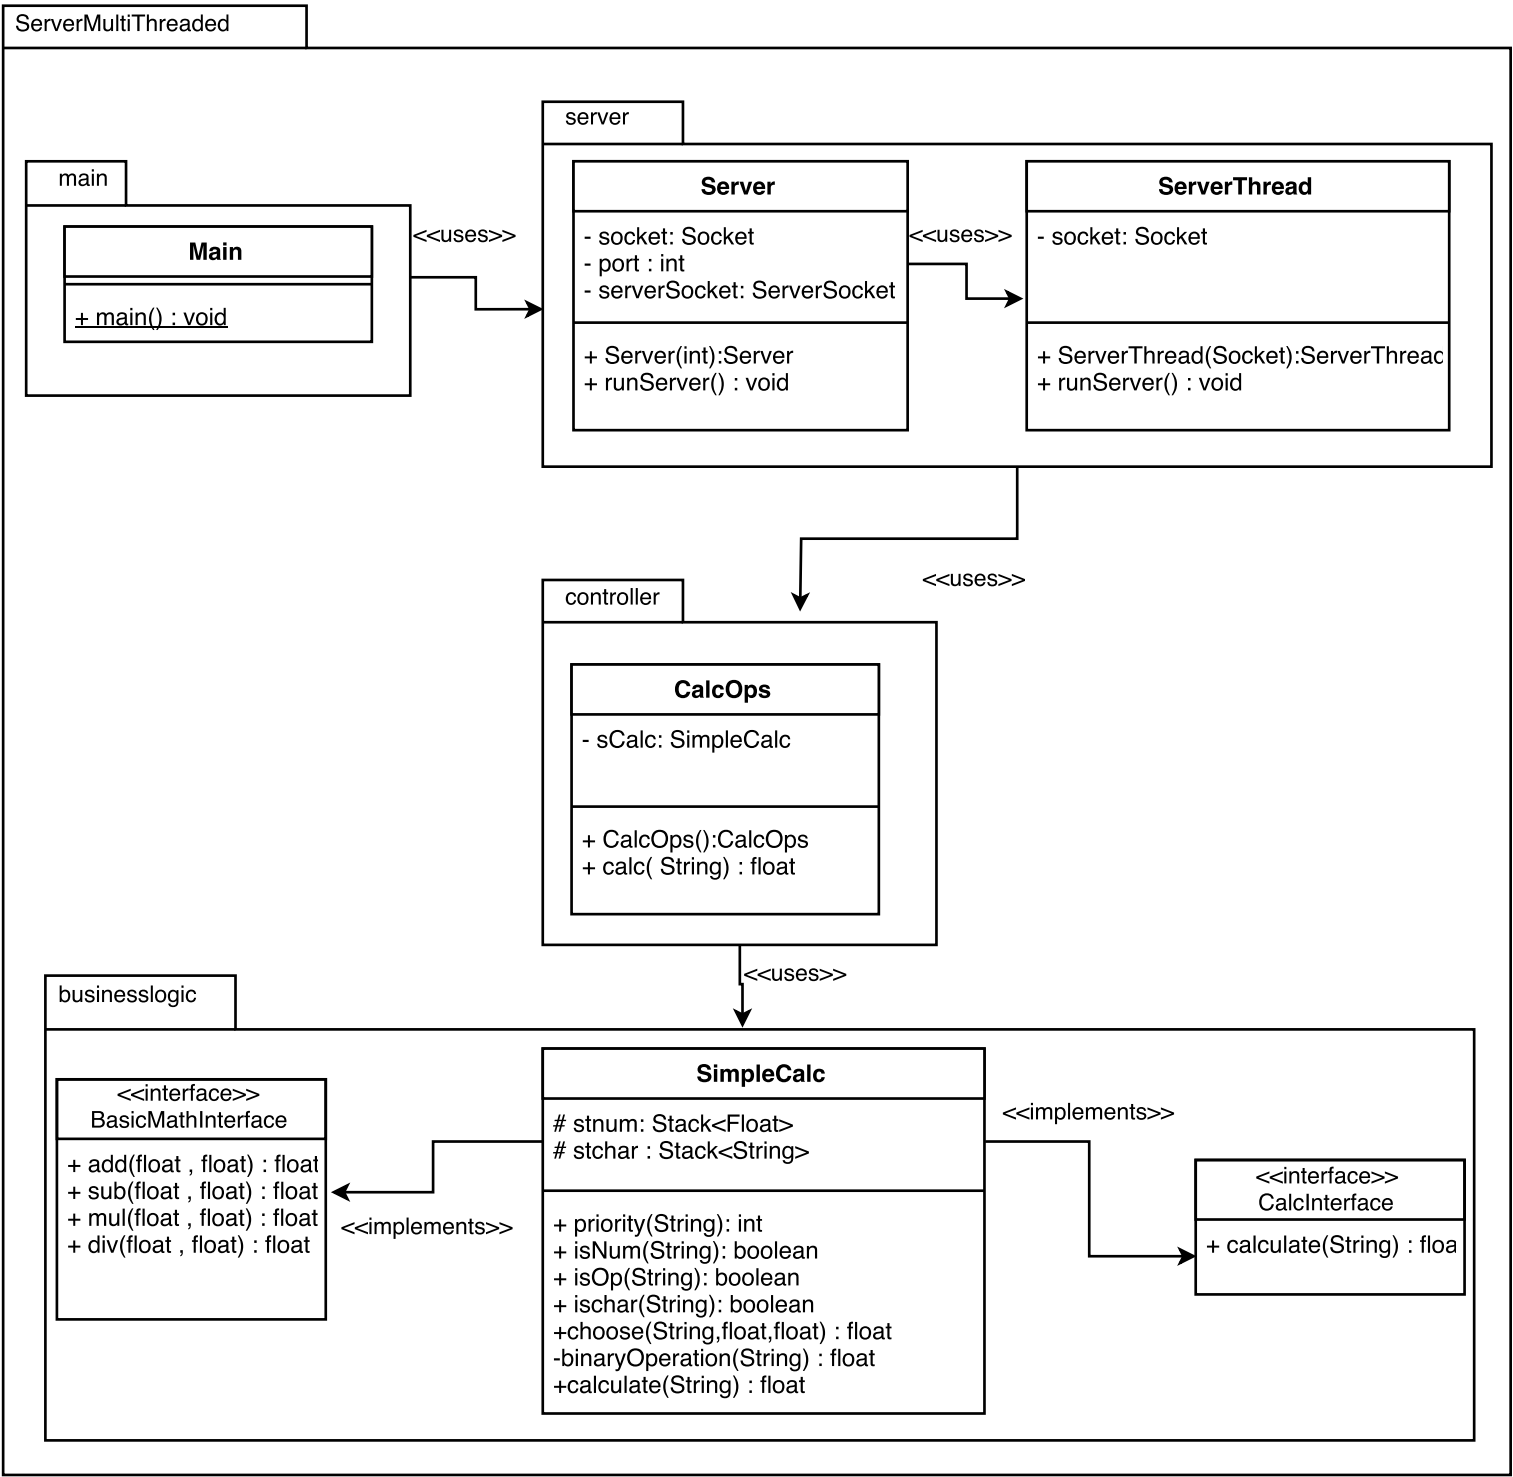 ServerMultiThreaded
server
main
Server
- socket: Socket
- port : int
- serverSocket: ServerSocket
+ Server(int):Server
+ runServer() : void
<<uses>>
ServerThread
- socket: Socket
+ ServerThread(Socket):ServerThreac
+ runServer() : void
<<uses>>
Main
+ main() : void
<<uses>>
controller
CalcOps
- sCalc: SimpleCalc
+ CalcOps():CalcOps
+ calc( String) : float
<<uses>>
businesslogic
<<interface>>
BasicMathInterface
+ add(float , float) : float
+ sub(float , float) : float
+ mul(float , float) : float
+ div(float , float) : float
<<implements>>
SimpleCalc
# stnum: Stack<Float>
# stchar : Stack<String>
+ priority(String): int
+ isNum(String): boolean
+ isOp(String): boolean
+ ischar(String): boolean
+choose(String,float,float) : float
-binaryOperation(String) : float
+calculate(String) : float
<<implements>>
<<interface>>
CalcInterface
+ calculate(String) : floa